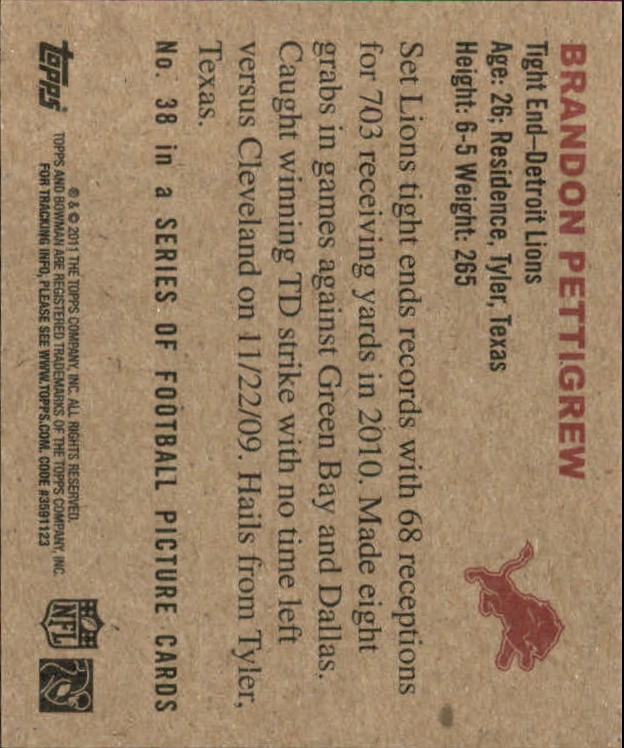 BRANDON PETTIGREW
Tight End–Detroit Lions
Age: 26; Residence, Tyler, Texas
Height: 6-5 Weight: 265
Set Lions tight ends records with 68 receptions
for 703 receiving yards in 2010. Made eight
grabs in games against Green Bay and Dallas.
Caught winning TD strike with no time left
versus Cleveland on 11/22/09. Hails from Tyler,
Texas.
No. 38 in a SERIES OF FOOTBALL PICTURE CARDS
topps
® & © 2011 THE TOPPS COMPANY, INC. ALL RIGHTS RESERVED.
TOPPS AND BOWMAN ARE REGISTERED TRADEMARKS OF THE TOPPS COMPANY, INC.
FOR TRACKING INFO, PLEASE SEE WWW.TOPPS.COM. CODE #3591123
NFL